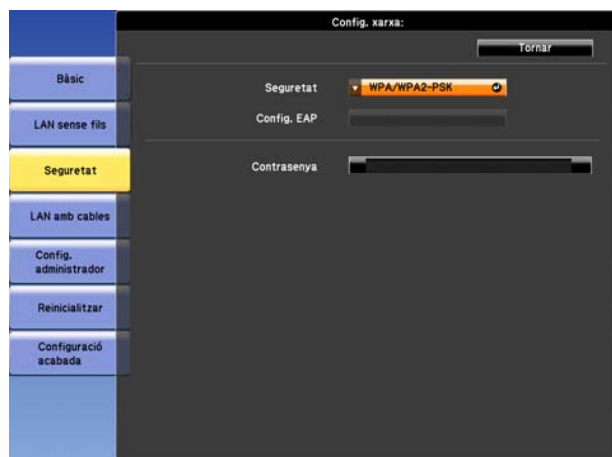 Config. xarxa:
Tornar
Bàsic
LAN sense fils
Seguretat
LAN amb cables
Config.
administrador
Reinicialitzar
Configuració
acabada
Seguretat WPA/WPA2-PSK
Config. EAP
Contrasenya